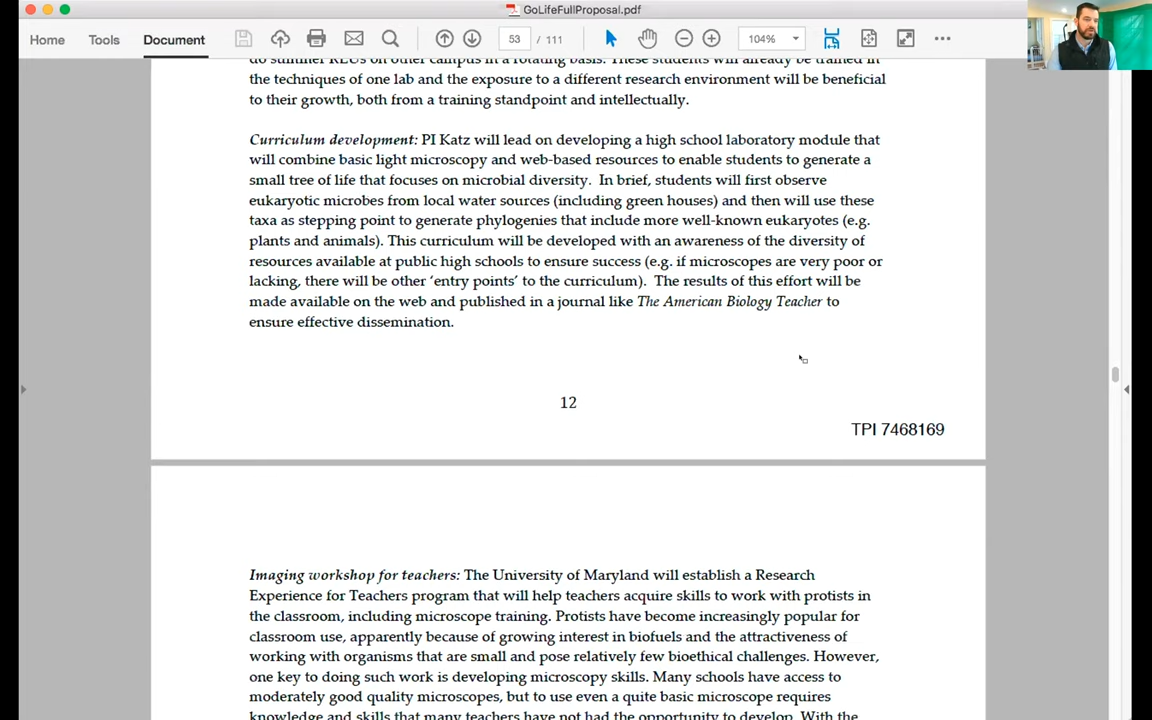 GoLifeFullProposal.pdf
Home Tools Document 53 / 111 104%
do summer REUs on other campus in a rotating basis. These students will already be trained in
the techniques of one lab and the exposure to a different research environment will be beneficial
to their growth, both from a training standpoint and intellectually.
Curriculum development: PI Katz will lead on developing a high school laboratory module that
will combine basic light microscopy and web-based resources to enable students to generate a
small tree of life that focuses on microbial diversity. In brief, students will first observe
eukaryotic microbes from local water sources (including green houses) and then will use these
taxa as stepping point to generate phylogenies that include more well-known eukaryotes (e.g.
plants and animals). This curriculum will be developed with an awareness of the diversity of
resources available at public high schools to ensure success (e.g. if microscopes are very poor or
lacking, there will be other ‘entry points’ to the curriculum). The results of this effort will be
made available on the web and published in a journal like The American Biology Teacher to
ensure effective dissemination.
12
TPI 7468169
Imaging workshop for teachers: The University of Maryland will establish a Research
Experience for Teachers program that will help teachers acquire skills to work with protists in
the classroom, including microscope training. Protists have become increasingly popular for
classroom use, apparently because of growing interest in biofuels and the attractiveness of
working with organisms that are small and pose relatively few bioethical challenges. However,
one key to doing such work is developing microscopy skills. Many schools have access to
moderately good quality microscopes, but to use even a quite basic microscope requires
knowledge and skills that many teachers have not had the opportunity to develop. With the